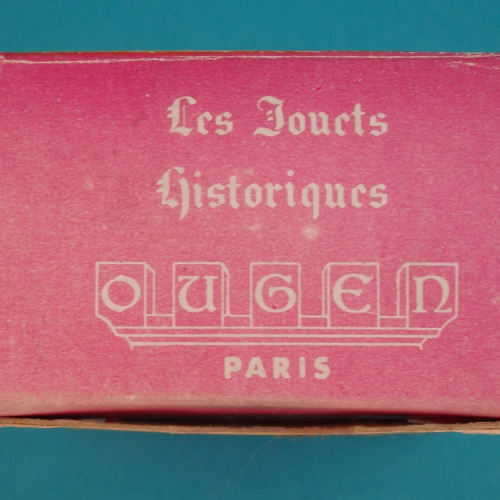 Les Jouets
Historiques
OUGEN
PARIS